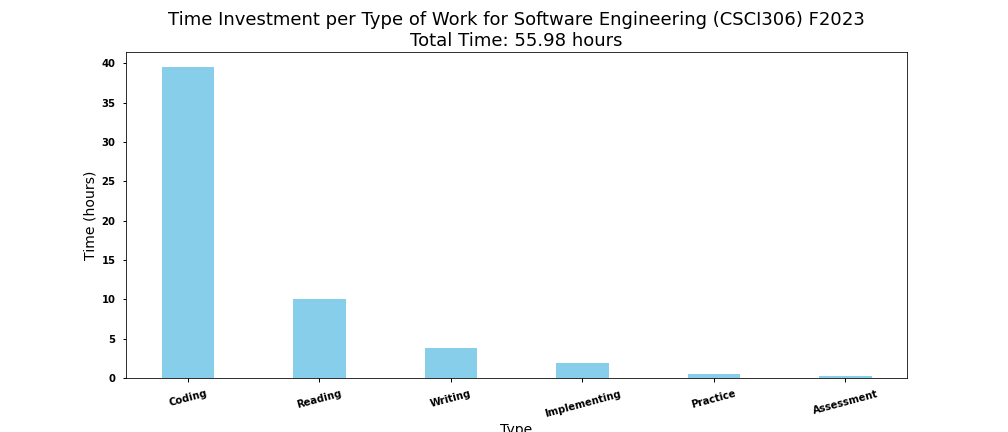 Time Investment per Type of Work for Software Engineering (CSCI306) F2023
Total Time: 55.98 hours
40
35
30
25
20
15
10
5
0
Time (hours)
Coding
Reading
Writing
Implementing
Practice
Assessment
Type